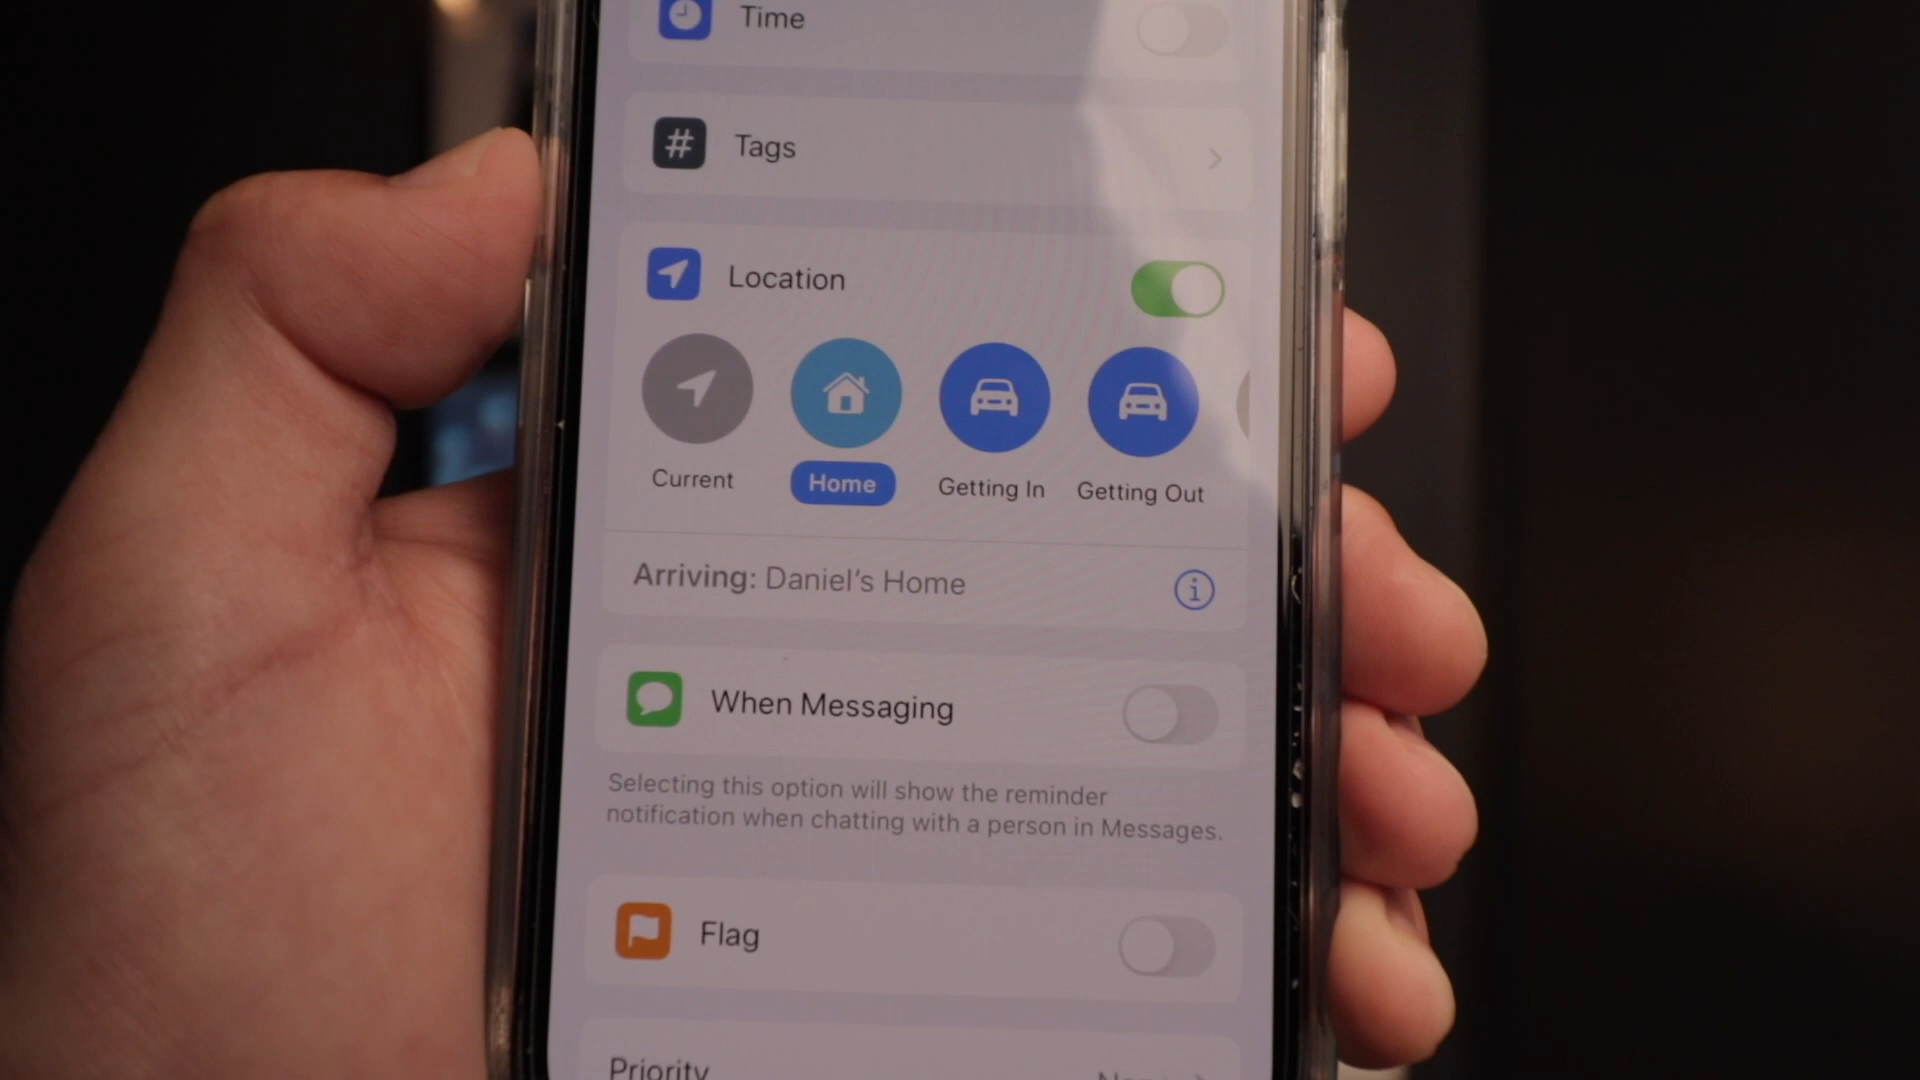 Time
Tags
Location
Current
Home
Getting In
Getting Out
Arriving: Daniel's Home
When Messaging
Selecting this option will show the reminder
notification when chatting with a person in Messages.
Flag
Priority